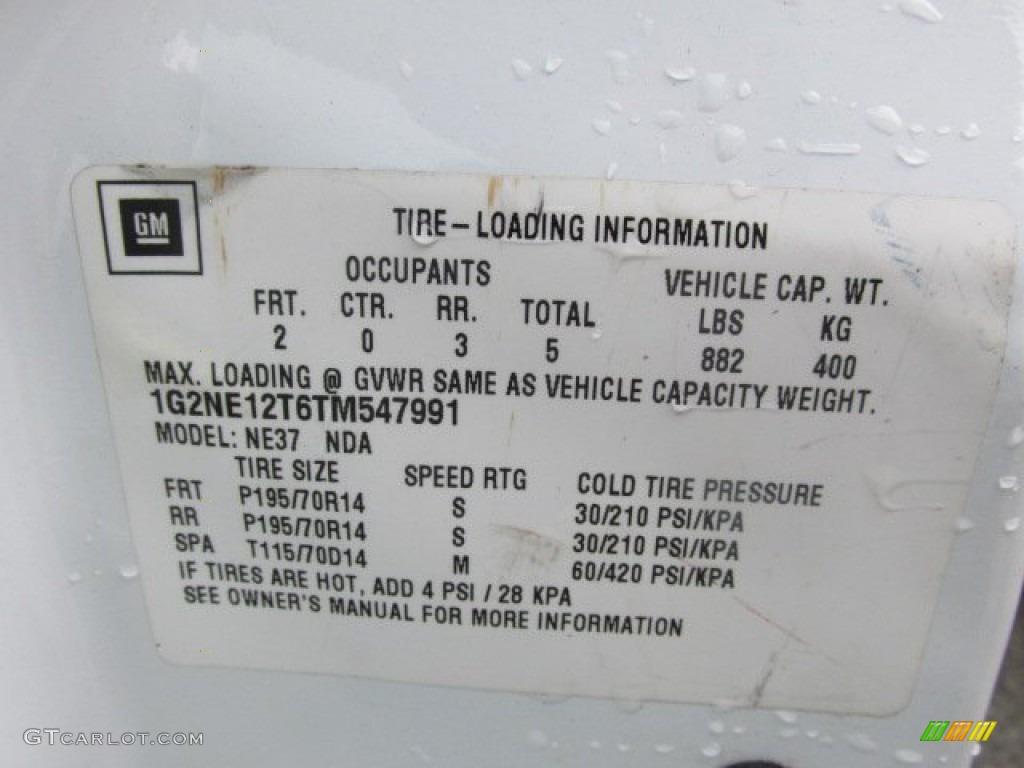 GM
TIRE–LOADING INFORMATION
OCCUPANTS VEHICLE CAP. WT.
FRT. CTR. RR. TOTAL LBS KG
2 0 3 5 882 400
MAX. LOADING @ GVWR SAME AS VEHICLE CAPACITY WEIGHT.
1G2NE12T6TM547991
MODEL: NE37 NDA
TIRE SIZE SPEED RTG COLD TIRE PRESSURE
FRT P195/70R14 S 30/210 PSI/KPA
RR P195/70R14 S 30/210 PSI/KPA
SPA T115/70D14 M 60/420 PSI/KPA
IF TIRES ARE HOT, ADD 4 PSI / 28 KPA
SEE OWNER'S MANUAL FOR MORE INFORMATION
GTCARLOT.COM